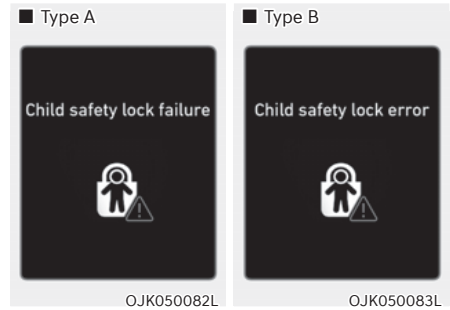 ■ Type A
Child safety lock failure
OJK050082L
■ Type B
Child safety lock error
OJK050083L